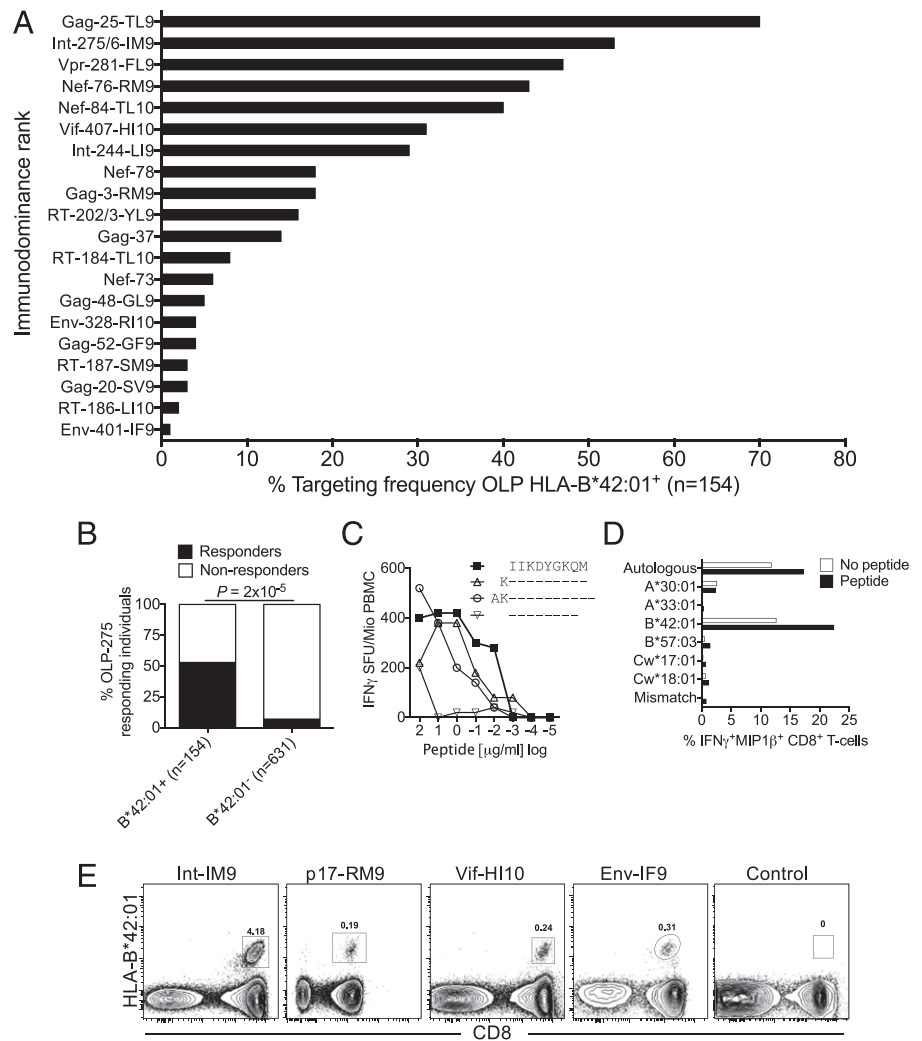 A
Immunodominance rank
Gag-25-TL9
Int-275/6-IM9
Vpr-281-FL9
Nef-76-RM9
Nef-84-TL10
Vif-407-HI10
Int-244-LI9
Nef-78
Gag-3-RM9
RT-202/3-YL9
Gag-37
RT-184-TL10
Nef-73
Gag-48-GL9
Env-328-RI10
Gag-52-GF9
RT-187-SM9
Gag-20-SV9
RT-186-LI10
Env-401-IF9
0 10 20 30 40 50 60 70 80
% Targeting frequency OLP HLA-B*42:01+ (n=154)
B
Responders
Non-responders
P = 2x10-5
% OLP-275
responding individuals
100
75
50
25
0
B*42:01+ (n=154)
B*42:01- (n=631)
C
IIKDYGKQM
K
AK
IFNγ SFU/Mio PBMC
600
400
200
0
2 1 0 -1 -2 -3 -4 -5
Peptide [μg/ml] log
D
No peptide
Peptide
Autologous
A*30:01
A*33:01
B*42:01
B*57:03
Cw*17:01
Cw*18:01
Mismatch
0 5 10 15 20 25
% IFNγ+MIP1β+ CD8+ T-cells
E
Int-IM9 p17-RM9 Vif-HI10 Env-IF9 Control
HLA-B*42:01
4.18 0.19 0.24 0.31 0
CD8